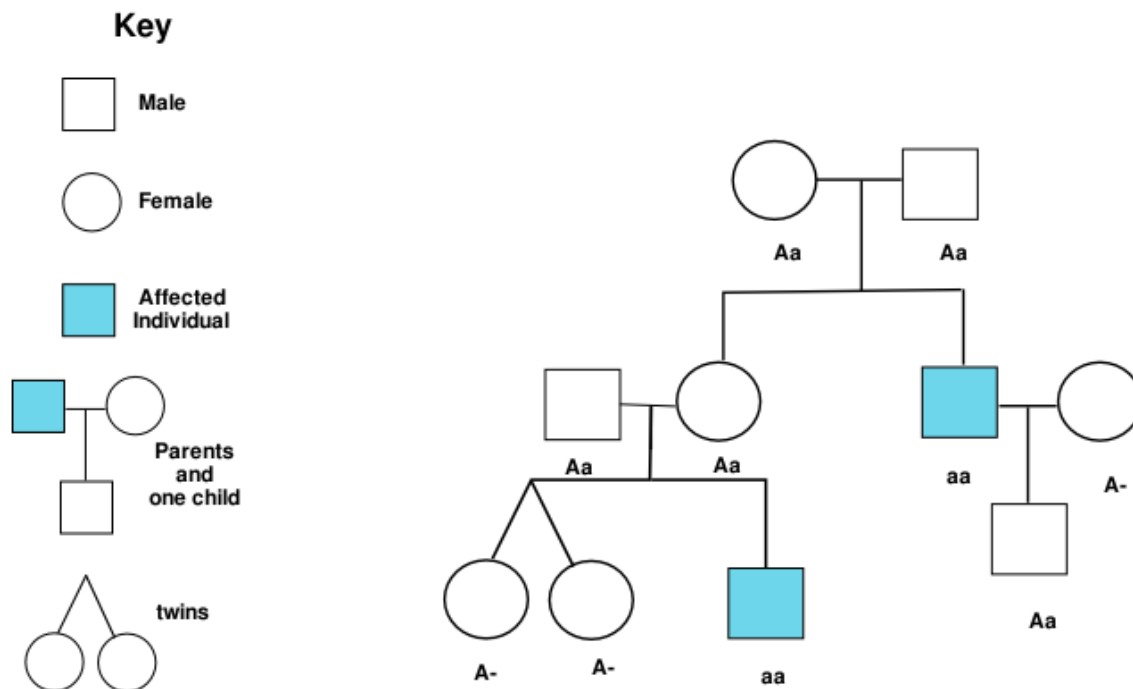 Key
Male
Female
Affected
Individual
Parents
and
one child
twins
Aa Aa
Aa Aa aa A-
Aa
A- A- aa